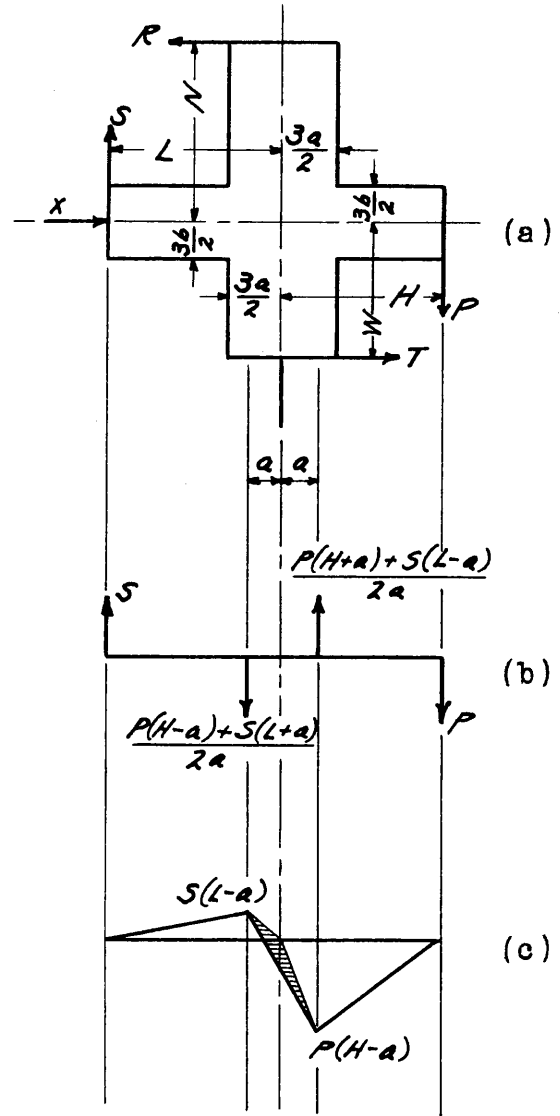 R
N
S
L
3a/2
X
3b/2
3b/2
(a)
3a/2
H
W
P
T
a a
P(H+a)+S(L-a)/2a
S
(b)
P(H-a)+S(L+a)/2a
P
S(L-a)
(c)
P(H-a)